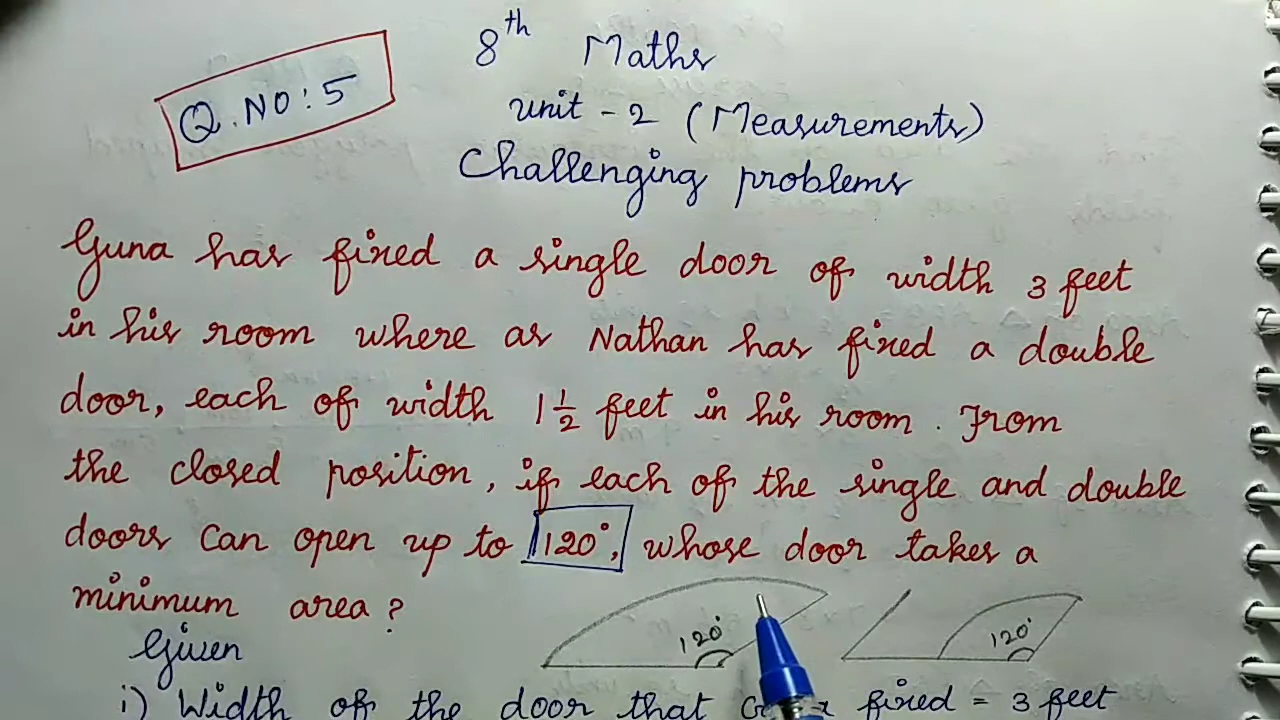 8th Maths
Q.NO:5
unit - 2 (Measurements)
Challenging problems
Guna has fixed a single door of width 3 feet
in his room where as Nathan has fixed a double
door, each of width 1 1/2 feet in his room. From
the closed position, if each of the single and double
doors can open up to 120°, whose door takes a
minimum area?
120°
120°
Given
i) Width of the door that fixed = 3 feet